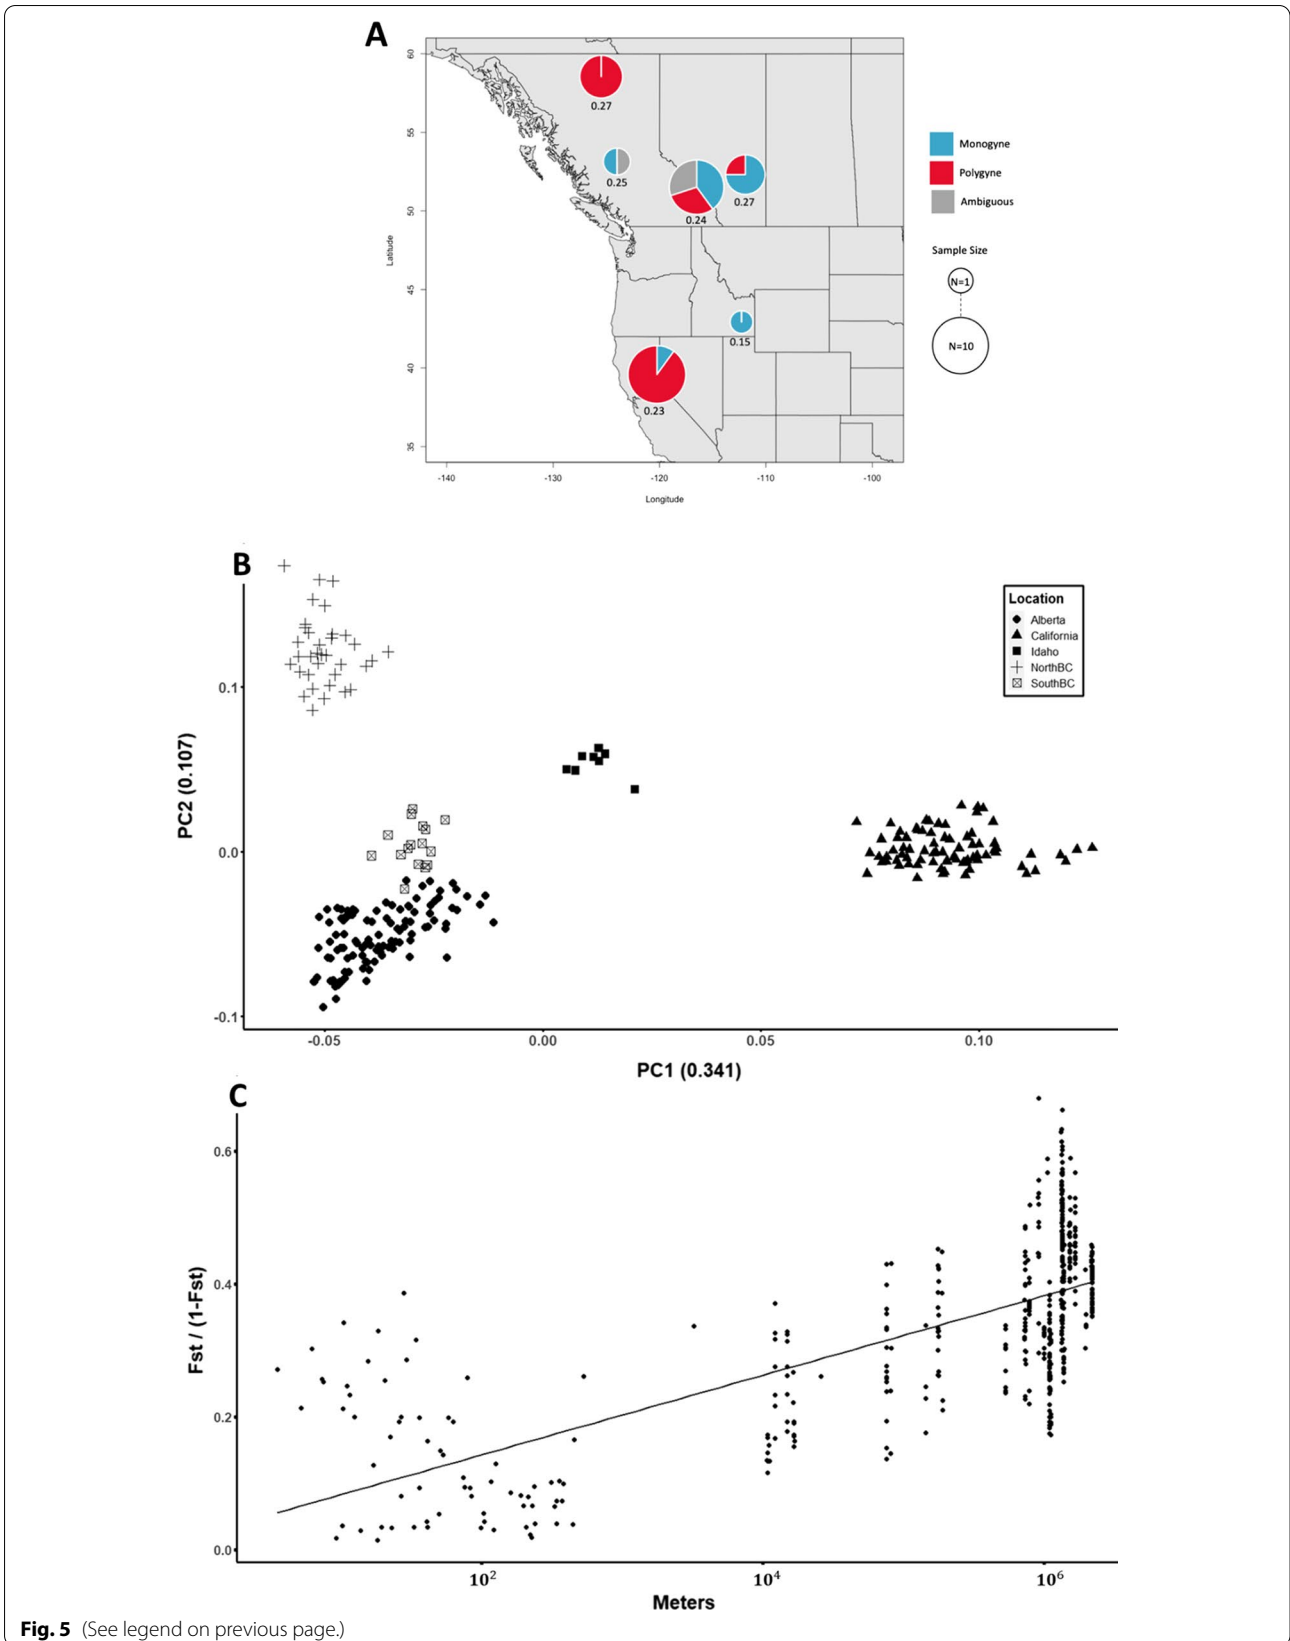 A
60
55
50
45
40
35
Latitude
0.27
0.25
0.24
0.27
0.15
0.23
-140
-130
-120
-110
-100
Longitude
Monogyne
Polygyne
Ambiguous
Sample Size
N=1
N=10
B
Location
Alberta
California
Idaho
NorthBC
SouthBC
0.1
0.0
-0.1
PC2 (0.107)
-0.05
0.00
0.05
0.10
PC1 (0.341)
C
0.6
0.4
0.2
0.0
Fst / (1-Fst)
10²
10⁴
10⁶
Meters
Fig. 5 (See legend on previous page.)